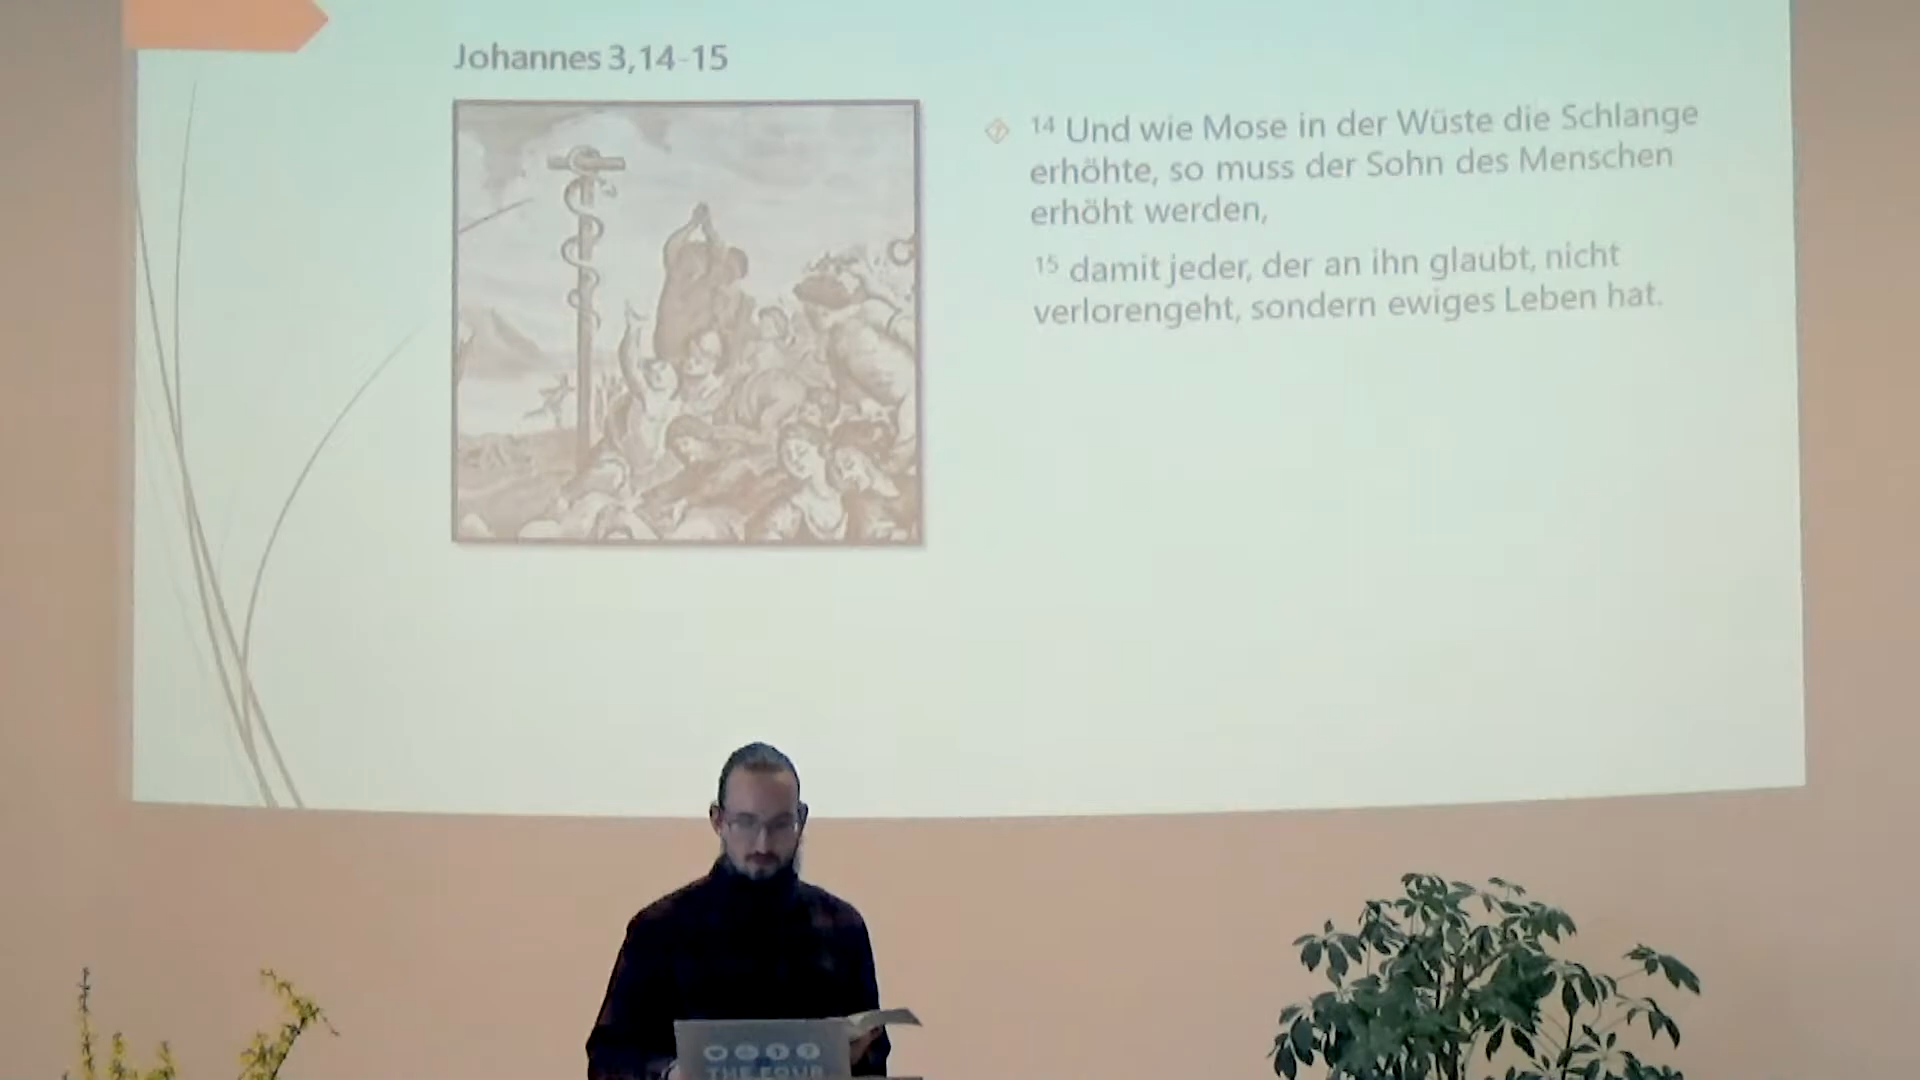 Johannes 3,14-15
14 Und wie Mose in der Wüste die Schlange
erhöhte, so muss der Sohn des Menschen
erhöht werden,
15 damit jeder, der an ihn glaubt, nicht
verlorengeht, sondern ewiges Leben hat.
THE FOUR